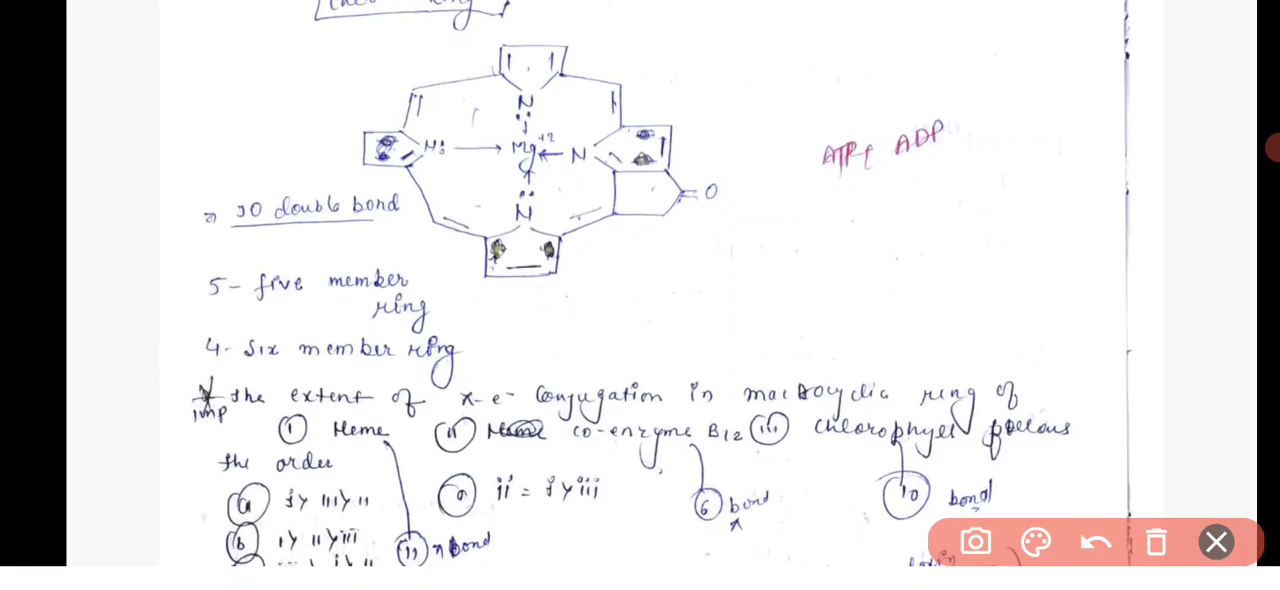 N
N: Mg+2 N
N
O
ATP ADP
⇒ 10 double bond
5- five member
ring
4- six member ring
imp the extent of π-e- Conjugation in macrocyclic ring of
(i) Heme (ii) co-enzyme B12 (iii) chlorophyll follows
the order
(a) i > iii > ii
ii = i > iii
(6) bond
(10) bond
(b) i > ii > iii
(11) π bond